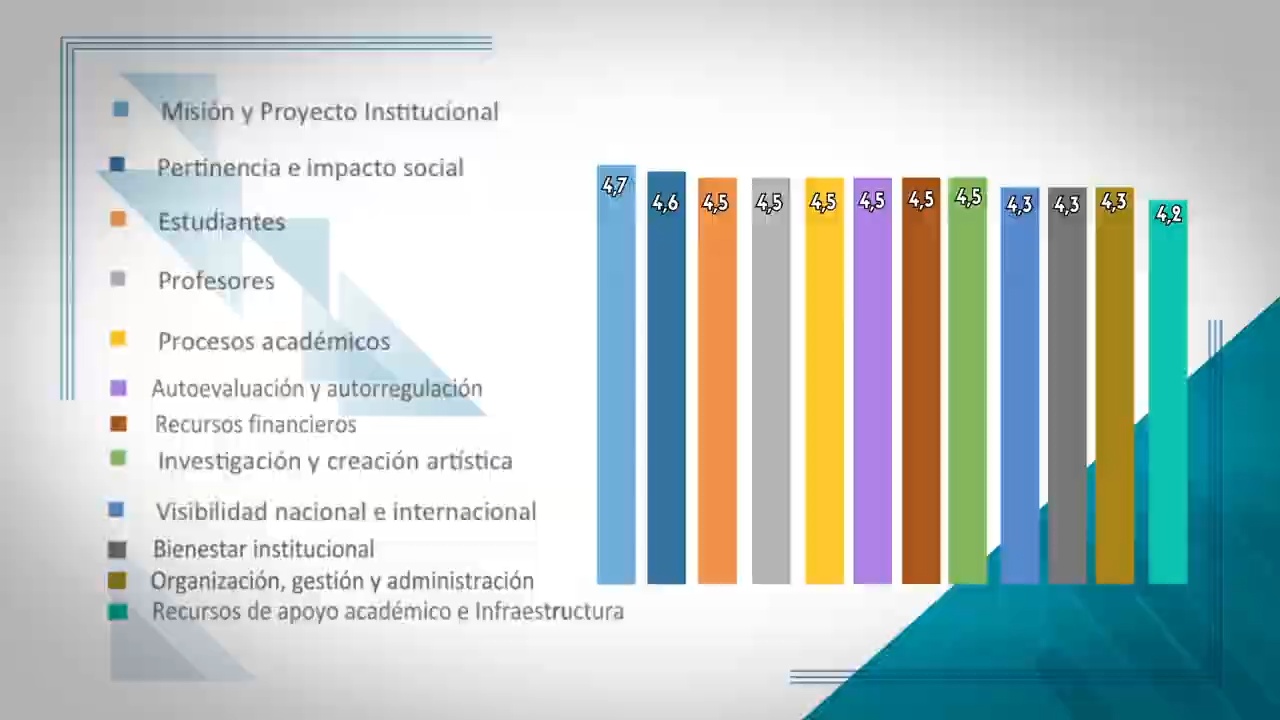 Misión y Proyecto Institucional
Pertinencia e impacto social
Estudiantes
Profesores
Procesos académicos
Autoevaluación y autorregulación
Recursos financieros
Investigación y creación artística
Visibilidad nacional e internacional
Bienestar institucional
Organización, gestión y administración
Recursos de apoyo académico e Infraestructura
4,7
4,6
4,5
4,5
4,5
4,5
4,5
4,5
4,3
4,3
4,3
4,2